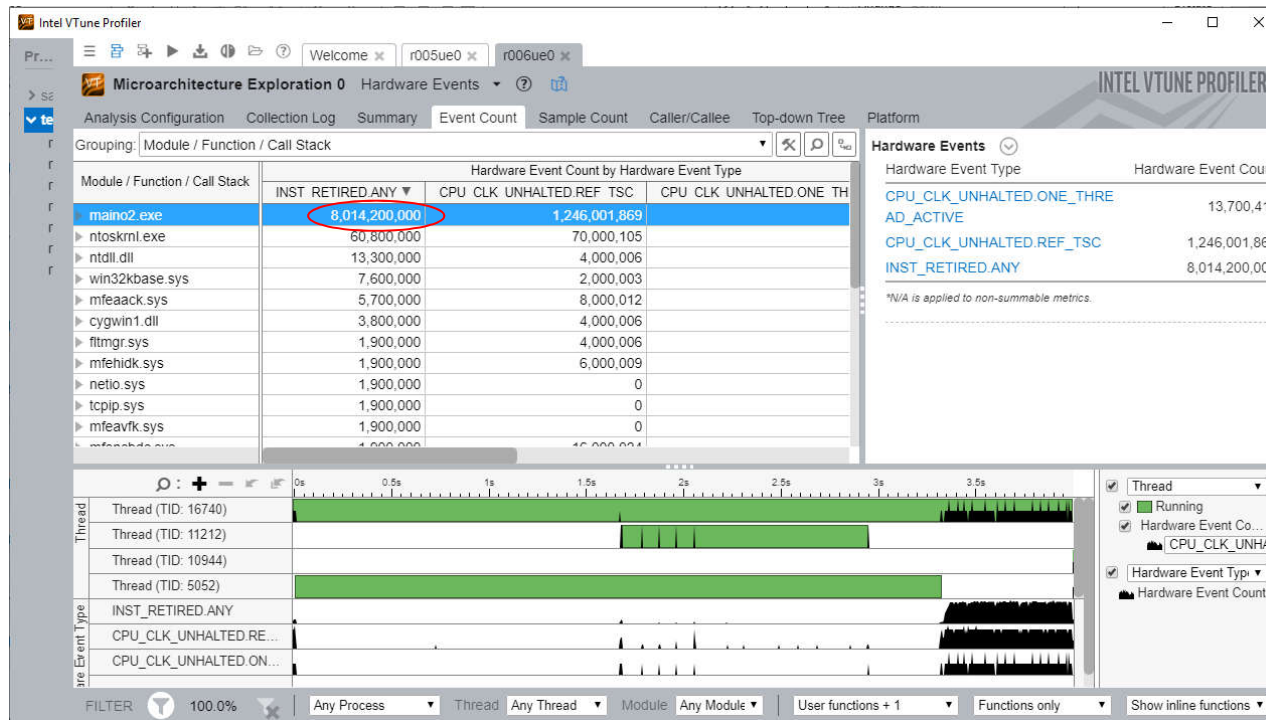 Intel VTune Profiler
Pr...
Welcome
r005ue0
r006ue0
Microarchitecture Exploration 0 Hardware Events
INTEL VTUNE PROFILER
Analysis Configuration Collection Log Summary Event Count Sample Count Caller/Callee Top-down Tree Platform
Grouping: Module / Function / Call Stack
Module / Function / Call Stack
Hardware Event Count by Hardware Event Type
INST_RETIRED.ANY▼ CPU_CLK_UNHALTED.REF_TSC CPU_CLK_UNHALTED.ONE_TH
maino2.exe 8,014,200,000 1,246,001,869
ntoskrnl.exe 60,800,000 70,000,105
ntdll.dll 13,300,000 4,000,006
win32kbase.sys 7,600,000 2,000,003
mfeaack.sys 5,700,000 8,000,012
cygwin1.dll 3,800,000 4,000,006
fltmgr.sys 1,900,000 4,000,006
mfehidk.sys 1,900,000 6,000,009
netio.sys 1,900,000 0
tcpip.sys 1,900,000 0
mfeavfk.sys 1,900,000 0
Hardware Events
Hardware Event Type Hardware Event Cou
CPU_CLK_UNHALTED.ONE_THRE
AD_ACTIVE 13,700,41
CPU_CLK_UNHALTED.REF_TSC 1,246,001,86
INST_RETIRED.ANY 8,014,200,00
*N/A is applied to non-summable metrics.
0s 0.5s 1s 1.5s 2s 2.5s 3s 3.5s
Thread
Thread (TID: 16740)
Thread (TID: 11212)
Thread (TID: 10944)
Thread (TID: 5052)
INST_RETIRED.ANY
CPU_CLK_UNHALTED.RE...
CPU_CLK_UNHALTED.ON...
re Event Type
Thread
Running
Hardware Event Co...
CPU_CLK_UNHA
Hardware Event Typ
Hardware Event Count
FILTER 100.0% Any Process Thread Any Thread Module Any Module User functions + 1 Functions only Show inline functions